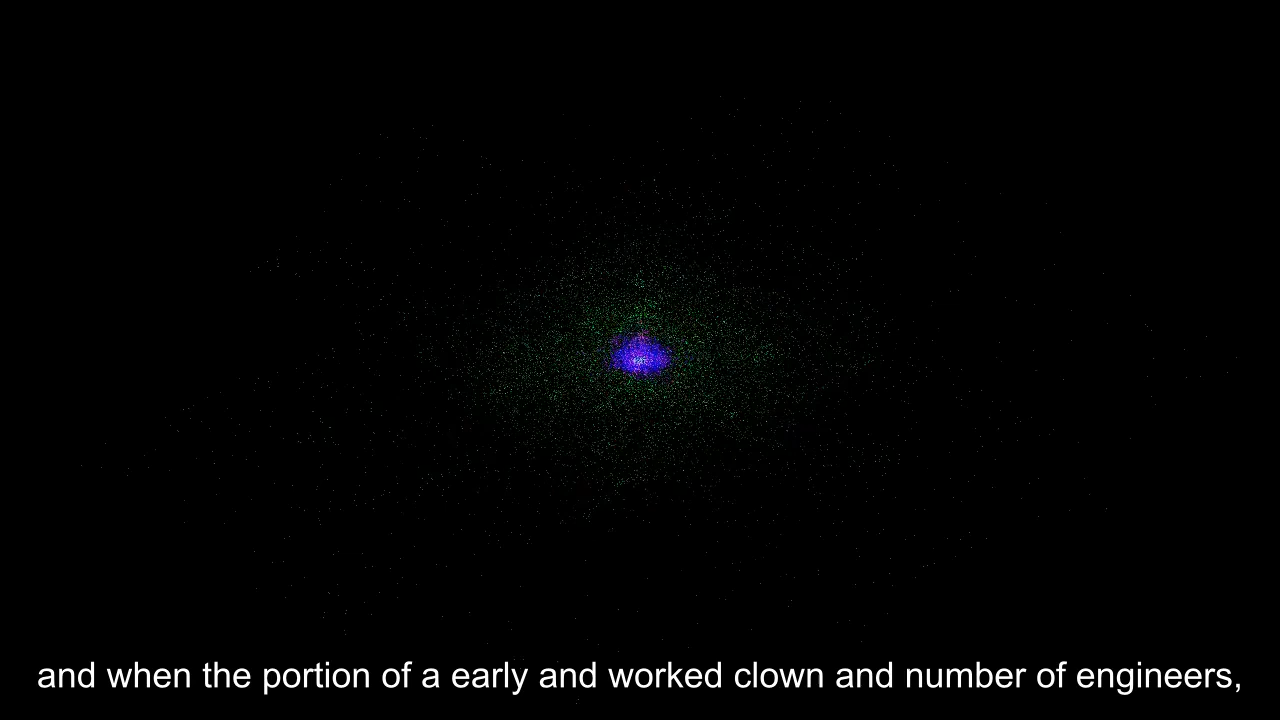 and when the portion of a early and worked clown and number of engineers,